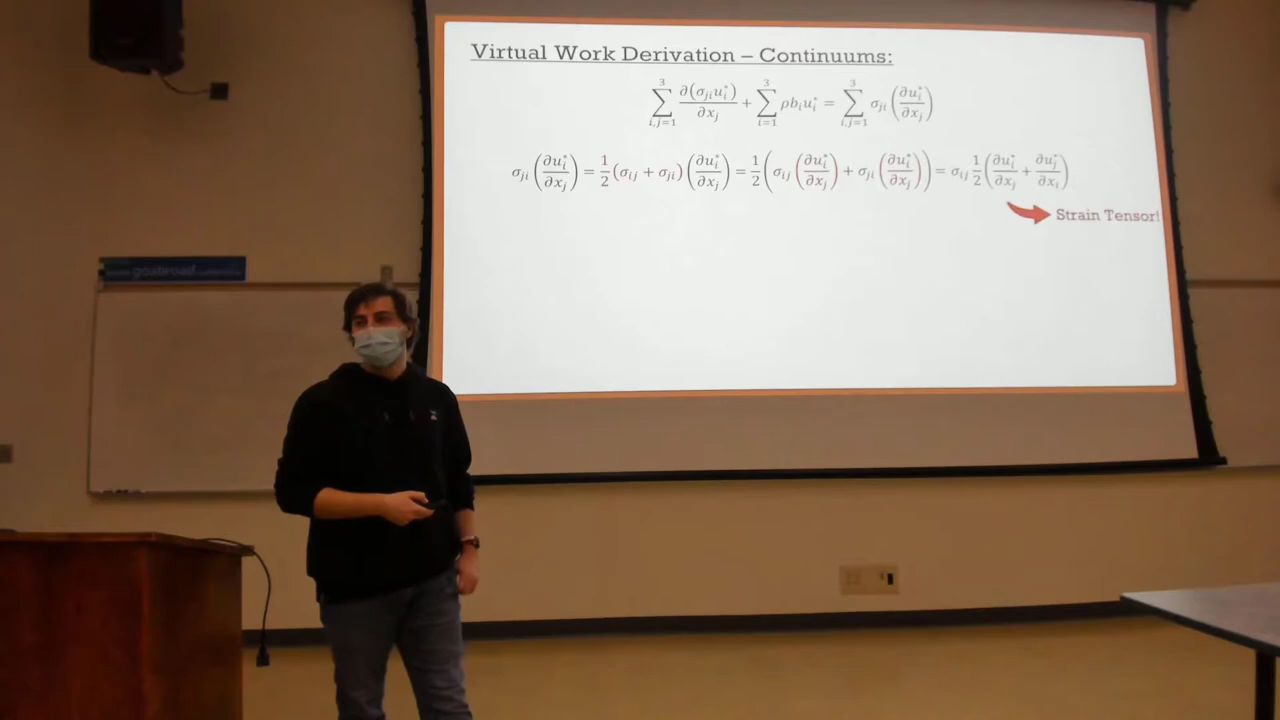 Virtual Work Derivation – Continuums:
∑_{i,j=1}^{3} ∂(σ_{ji}u_i^*)/∂x_j + ∑_{i=1}^{3} ρb_iu_i^* = ∑_{i,j=1}^{3} σ_{ji}(∂u_i^*/∂x_j)
σ_{ji}(∂u_i^*/∂x_j) = 1/2(σ_{ij} + σ_{ji})(∂u_i^*/∂x_j) = 1/2(σ_{ij}(∂u_i^*/∂x_j) + σ_{ji}(∂u_i^*/∂x_j)) = σ_{ij}1/2(∂u_i^*/∂x_j + ∂u_j^*/∂x_i)
Strain Tensor!
goabroad